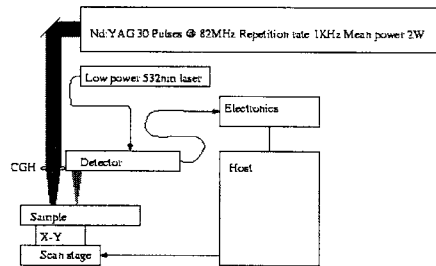 Nd:YAG 30 Pulses @ 82MHz Repetition rate 1KHz Mean power 2W
Low power 532nm laser
Electronics
Detector
CGH
Host
Sample
X-Y
Scan stage